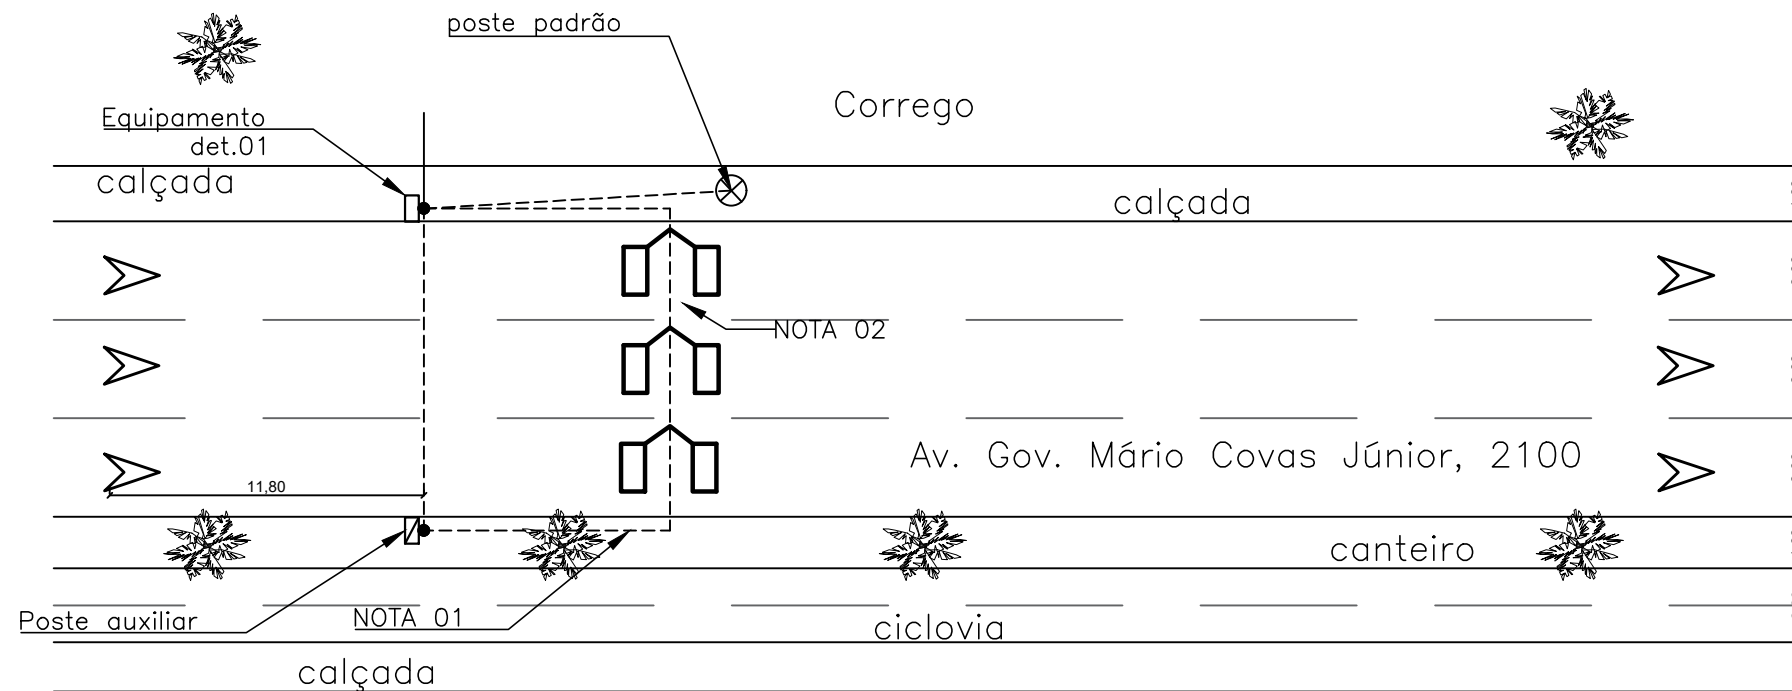 poste padrão
Corrego
Equipamento
det.01
calçada
calçada
NOTA 02
Av. Gov. Mário Covas Júnior, 2100
11,80
canteiro
Poste auxiliar
NOTA 01
ciclovia
calçada